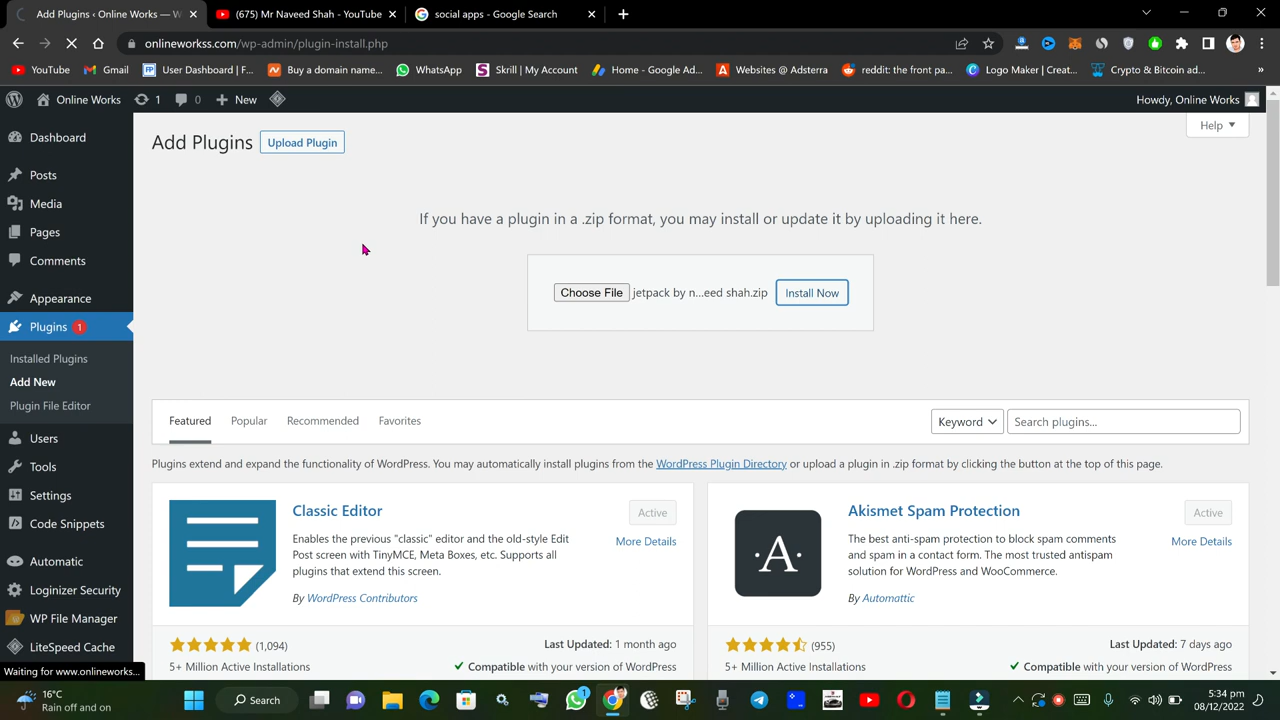 Add Plugins ‹ Online Works — W
(675) Mr Naveed Shah - YouTube
social apps - Google Search
onlineworkss.com/wp-admin/plugin-install.php
YouTube
Gmail
User Dashboard | F...
Buy a domain name...
WhatsApp
Skrill | My Account
Home - Google Ad...
Websites @ Adsterra
reddit: the front pa...
Logo Maker | Creat...
Crypto & Bitcoin ad...
»
Online Works
1
0
+ New
Howdy, Online Works
Help
Dashboard
Posts
Media
Pages
Comments
Appearance
Plugins 1
Installed Plugins
Add New
Plugin File Editor
Users
Tools
Settings
Code Snippets
Automatic
Loginizer Security
WP File Manager
LiteSpeed Cache
Waiting for www.onlineworks...
Add Plugins
Upload Plugin
If you have a plugin in a .zip format, you may install or update it by uploading it here.
Choose File jetpack by n...eed shah.zip Install Now
Featured Popular Recommended Favorites
Keyword
Search plugins...
Plugins extend and expand the functionality of WordPress. You may automatically install plugins from the WordPress Plugin Directory or upload a plugin in .zip format by clicking the button at the top of this page.
Classic Editor
Active
More Details
Enables the previous "classic" editor and the old-style Edit
Post screen with TinyMCE, Meta Boxes, etc. Supports all
plugins that extend this screen.
By WordPress Contributors
(1,094)
Last Updated: 1 month ago
5+ Million Active Installations
Compatible with your version of WordPress
·A·
Akismet Spam Protection
Active
More Details
The best anti-spam protection to block spam comments
and spam in a contact form. The most trusted antispam
solution for WordPress and WooCommerce.
By Automattic
(955)
Last Updated: 7 days ago
5+ Million Active Installations
Compatible with your version of WordPress
16°C
Rain off and on
Search
1
5:34 pm
08/12/2022